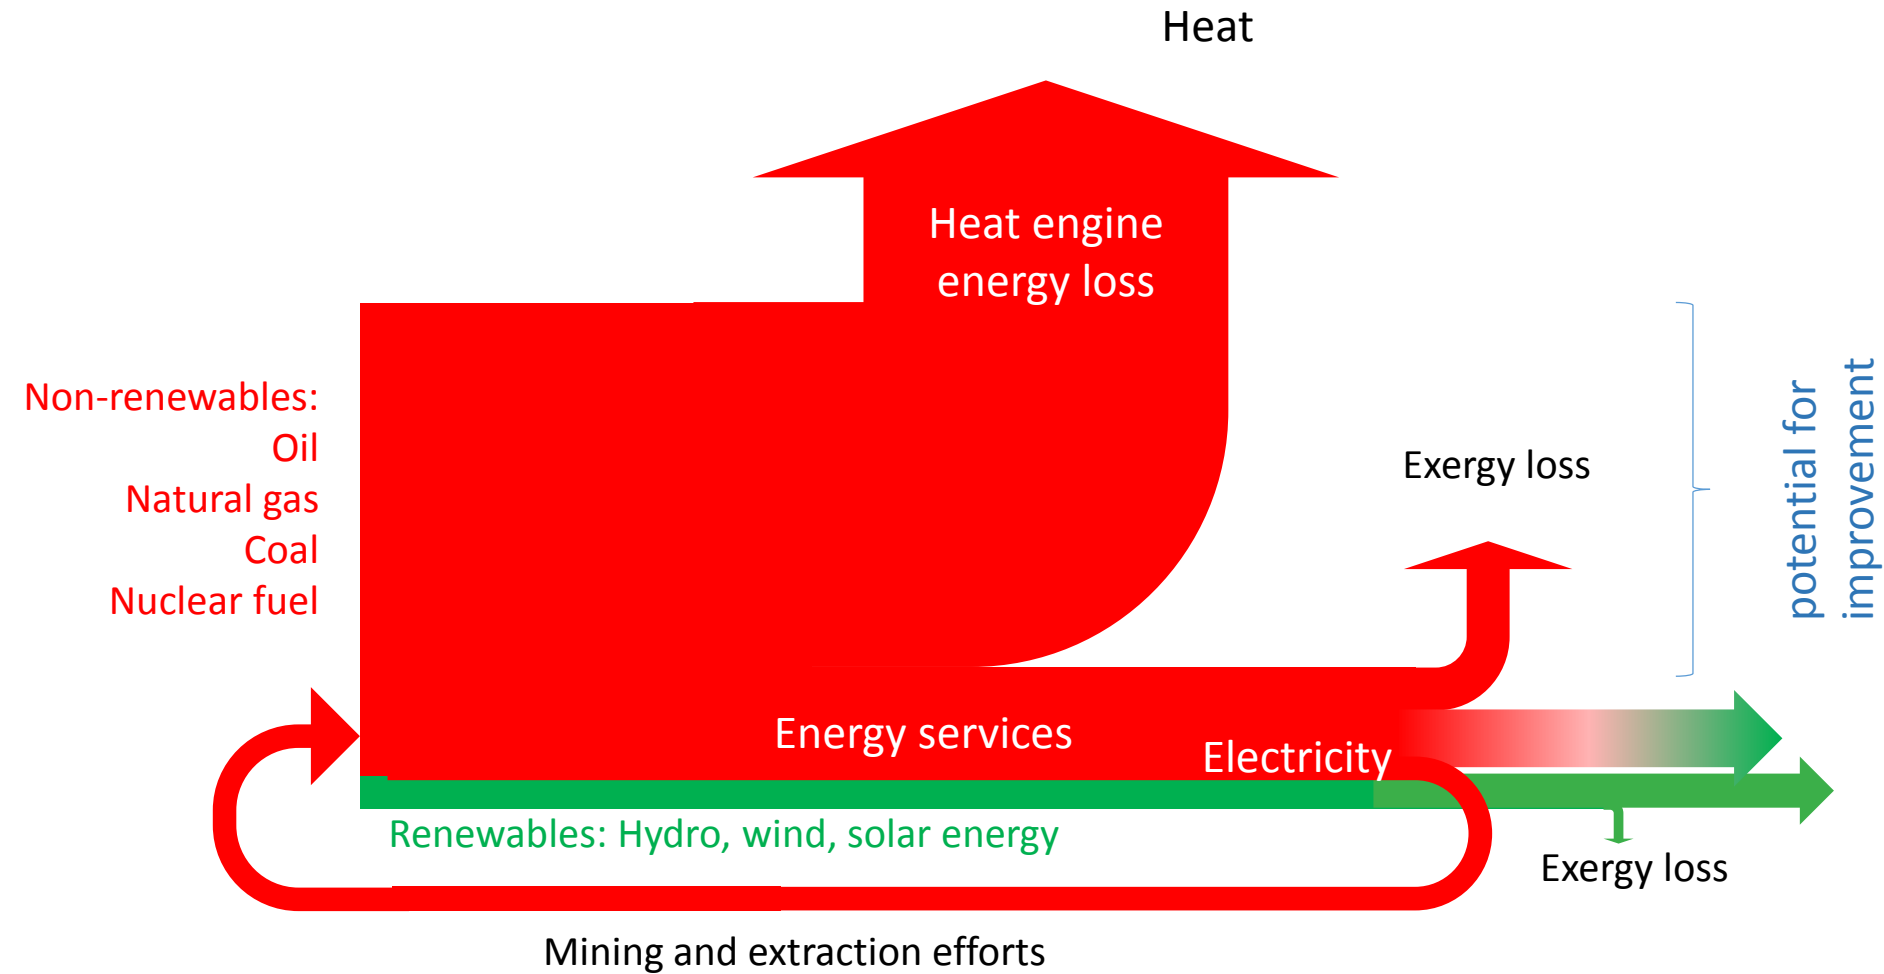 Heat
Heat engine
energy loss
Non-renewables:
Oil
Natural gas
Coal
Nuclear fuel
Exergy loss
potential for
improvement
Energy services
Electricity
Renewables: Hydro, wind, solar energy
Exergy loss
Mining and extraction efforts